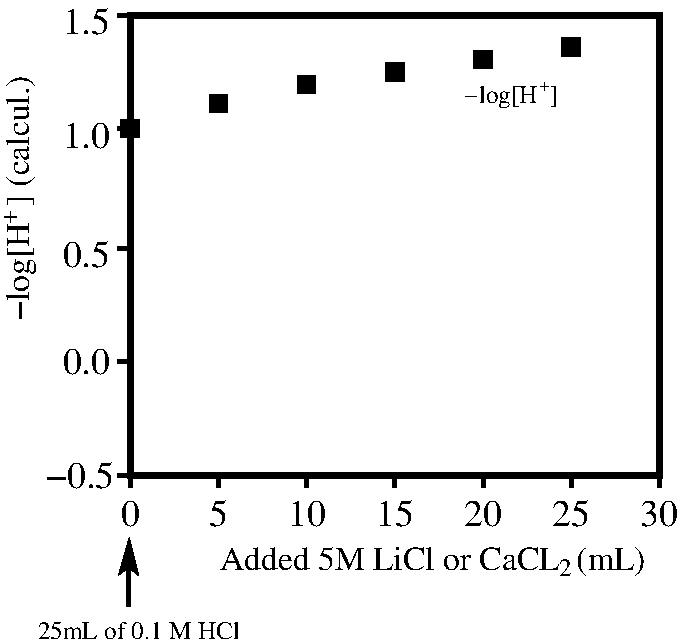 1.5
1.0
0.5
0.0
−0.5
−log[H⁺] (calcul.)
−log[H⁺]
0 5 10 15 20 25 30
Added 5M LiCl or CaCL₂ (mL)
25mL of 0.1 M HCl